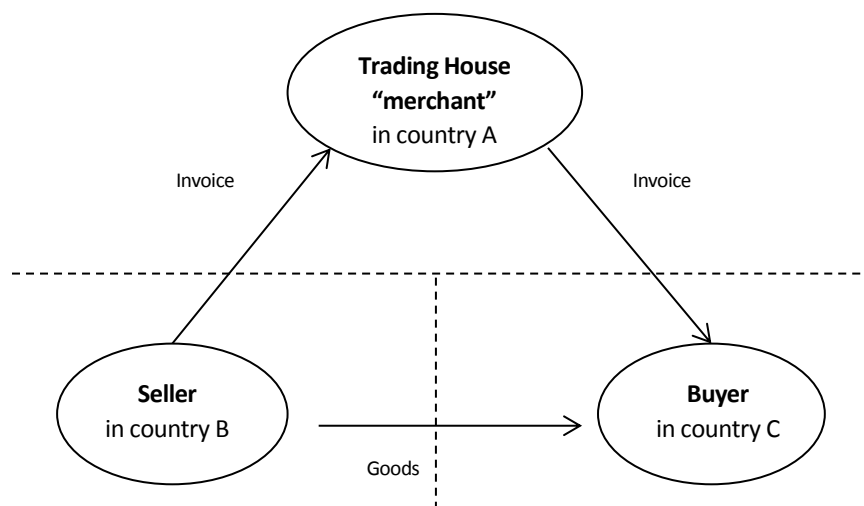 Trading House
“merchant”
in country A
Invoice
Invoice
Seller
in country B
Buyer
in country C
Goods